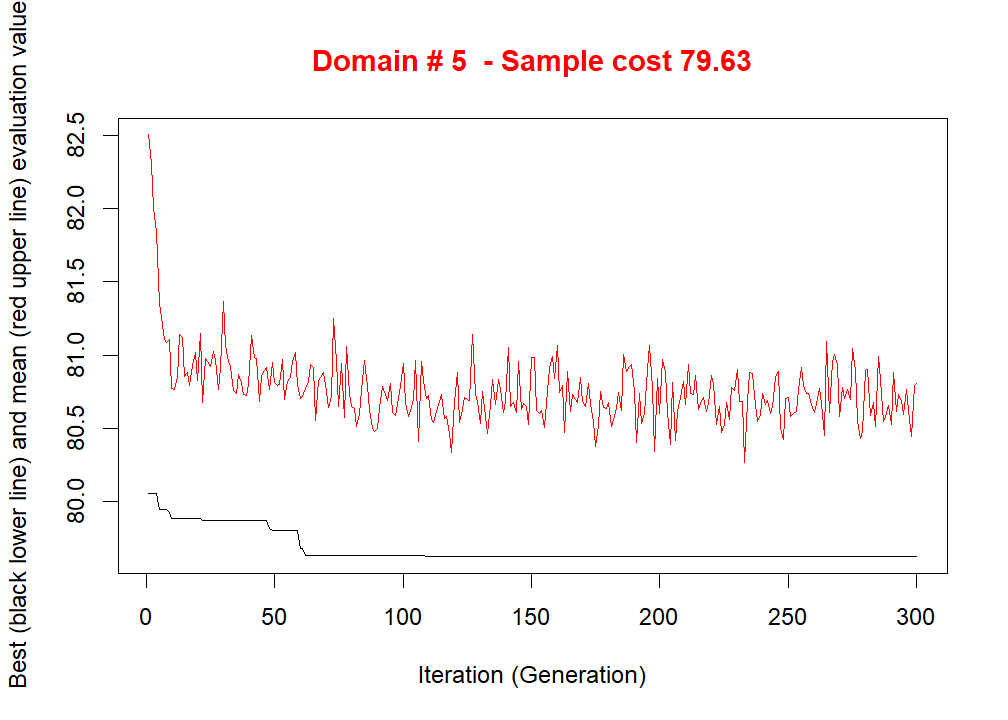 Domain # 5  - Sample cost 79.63
Best (black lower line) and mean (red upper line) evaluation value
82.5
82.0
81.5
81.0
80.5
80.0
0 50 100 150 200 250 300
Iteration (Generation)